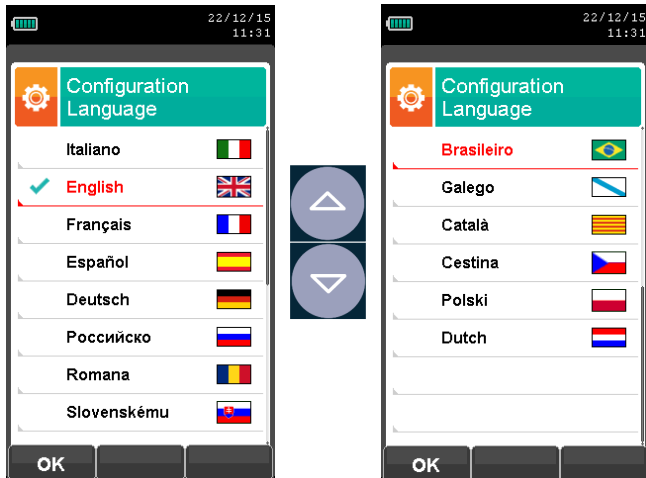 22/12/15
11:31
Configuration
Language
Italiano
English
Français
Español
Deutsch
Российско
Romana
Slovenskému
OK
22/12/15
11:31
Configuration
Language
Brasileiro
Galego
Català
Cestina
Polski
Dutch
OK